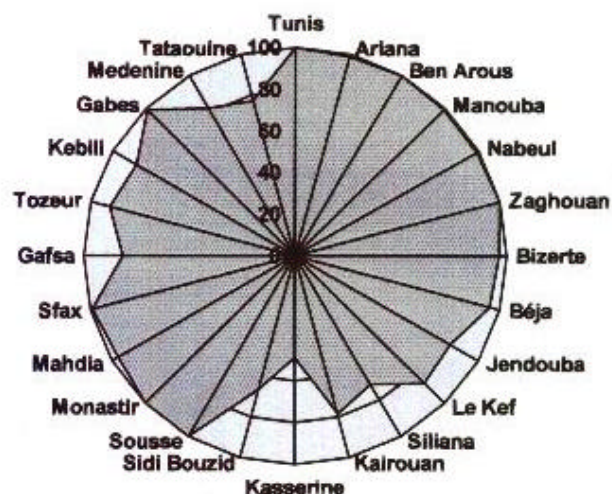 Tunis
Tataouine 100 Ariana
Medenine 80 Ben Arous
Gabes 60 Manouba
Kebili 40 Nabeul
Tozeur 20 Zaghouan
Gafsa 0 Bizerte
Sfax Béja
Mahdia Jendouba
Monastir Le Kef
Sousse Siliana
Sidi Bouzid Kairouan
Kasserine